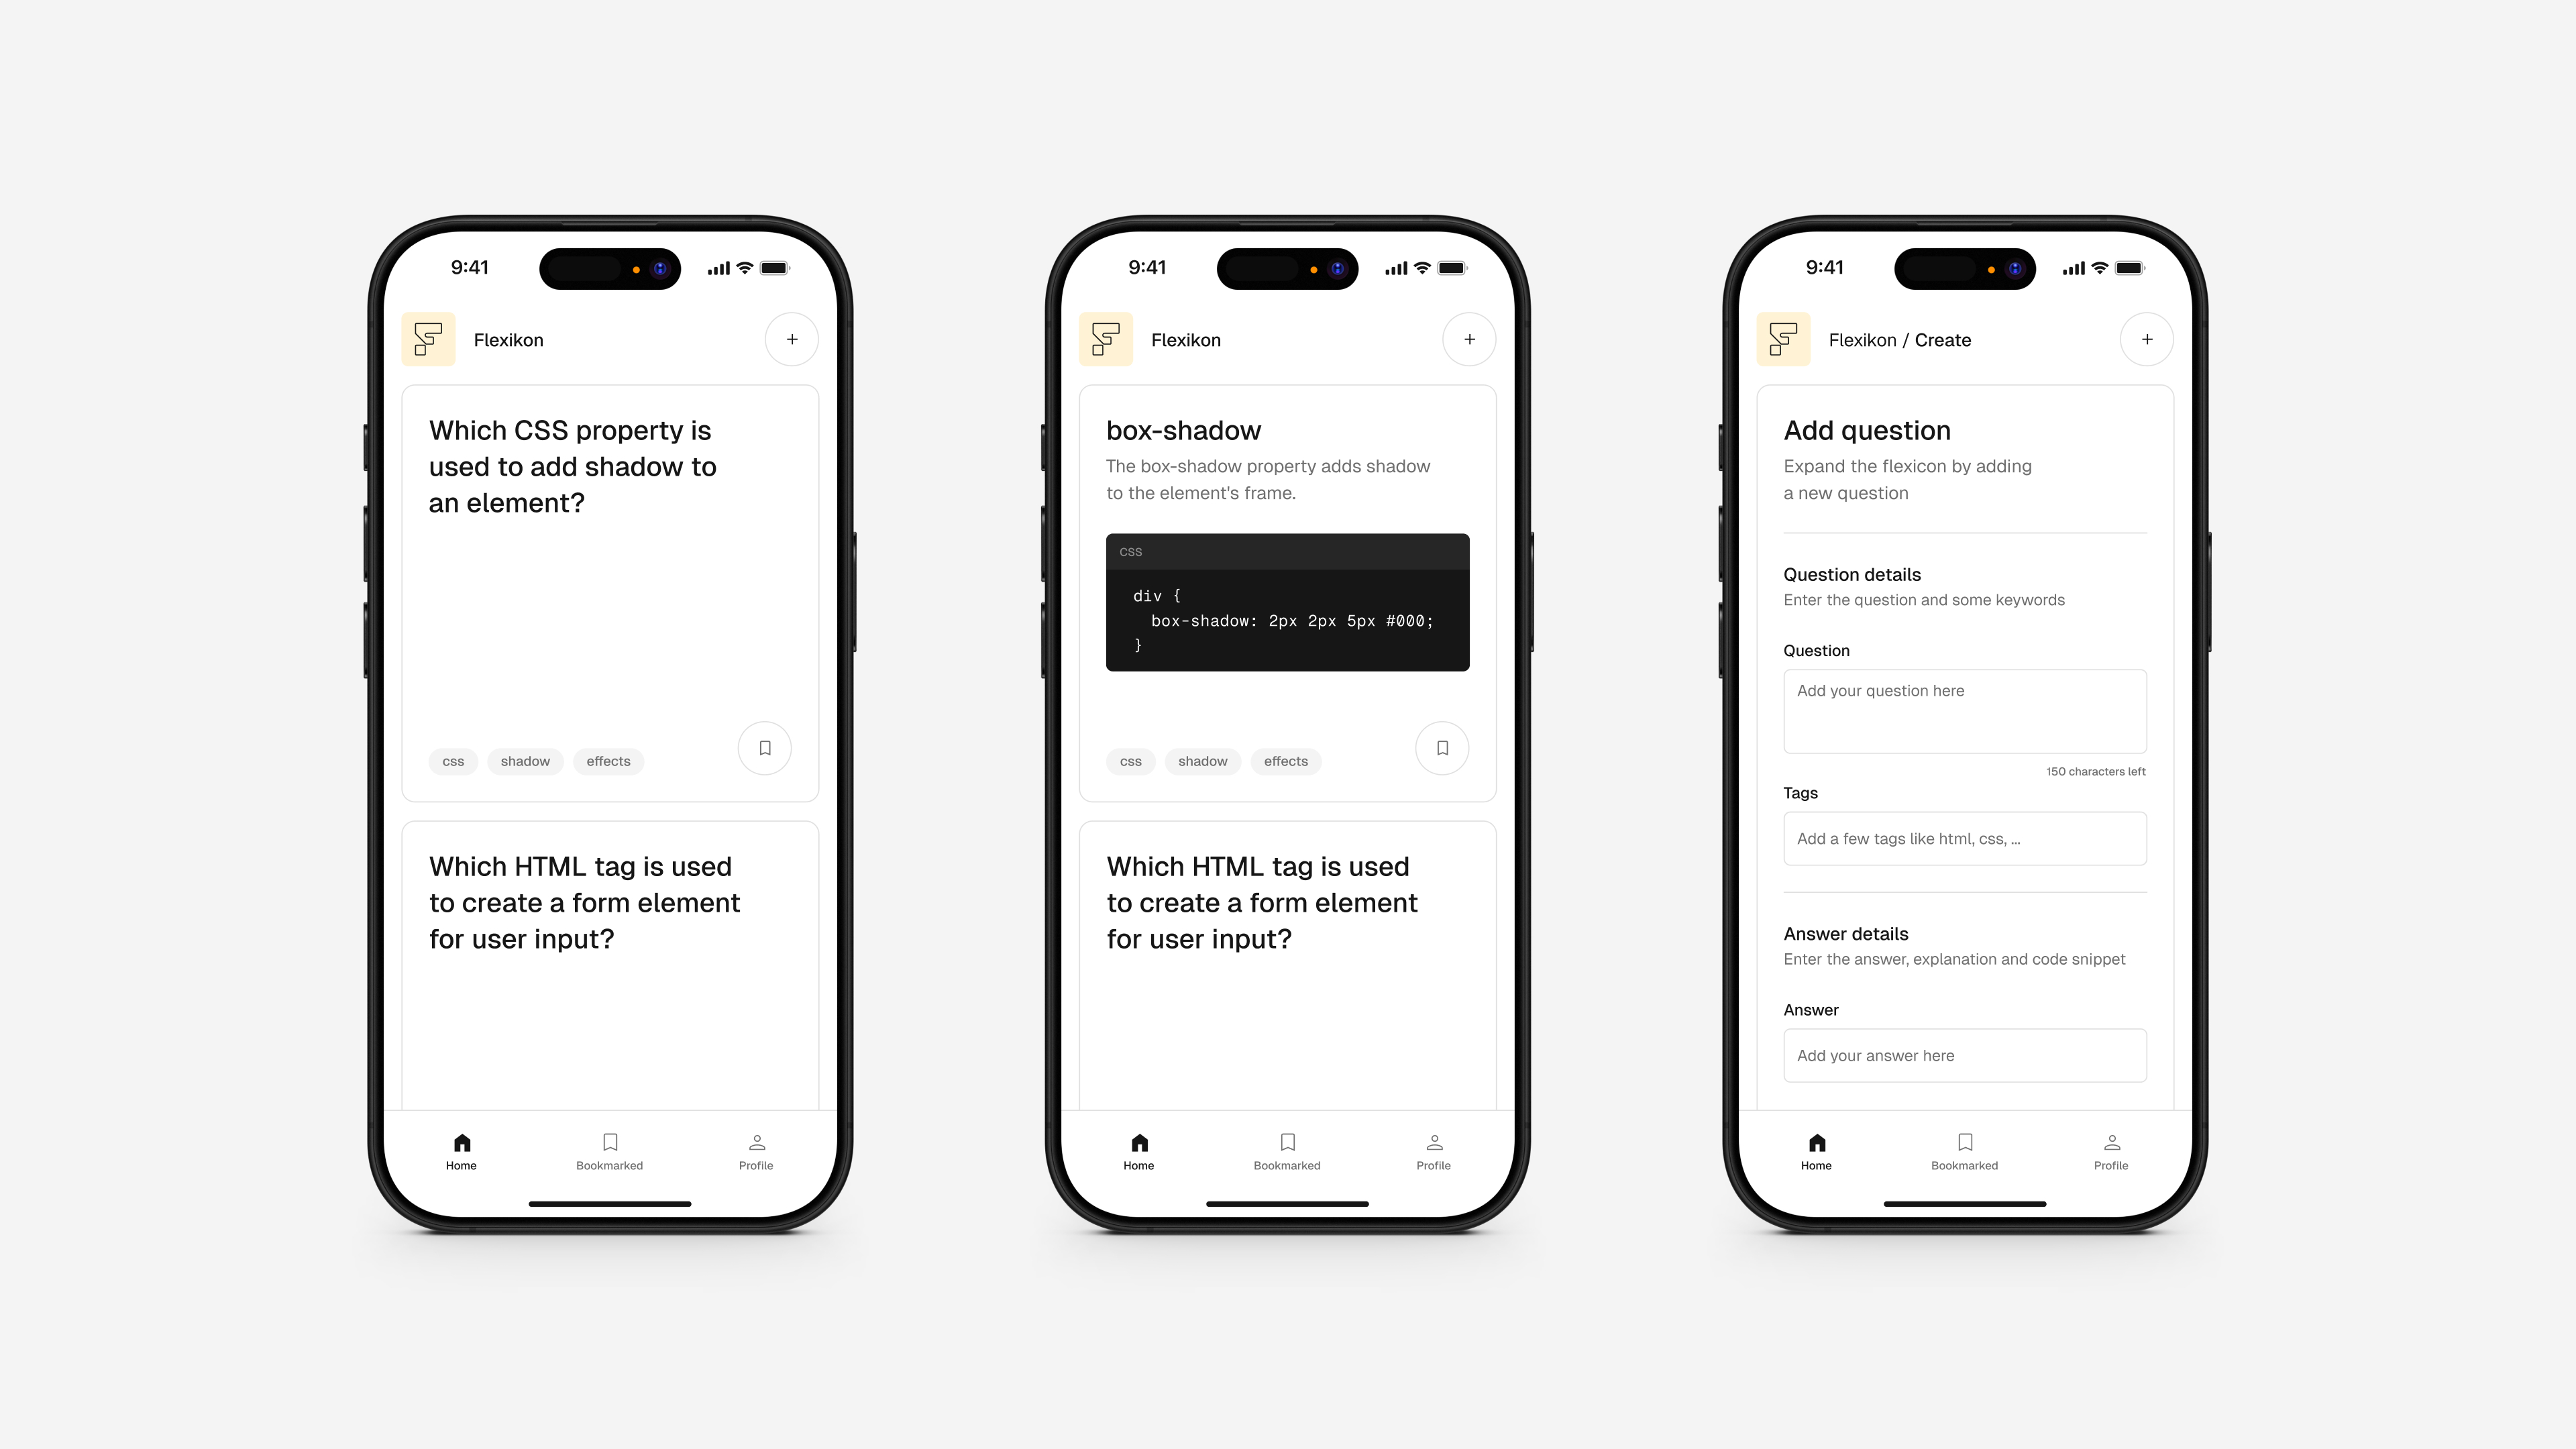 9:41
Flexikon
+
Which CSS property is
used to add shadow to
an element?
css shadow effects
Which HTML tag is used
to create a form element
for user input?
Home Bookmarked Profile
9:41
Flexikon
+
box-shadow
The box-shadow property adds shadow
to the element's frame.
CSS
div {
box-shadow: 2px 2px 5px #000;
}
css shadow effects
Which HTML tag is used
to create a form element
for user input?
Home Bookmarked Profile
9:41
Flexikon / Create
+
Add question
Expand the flexicon by adding
a new question
Question details
Enter the question and some keywords
Question
Add your question here
150 characters left
Tags
Add a few tags like html, css, ...
Answer details
Enter the answer, explanation and code snippet
Answer
Add your answer here
Home Bookmarked Profile